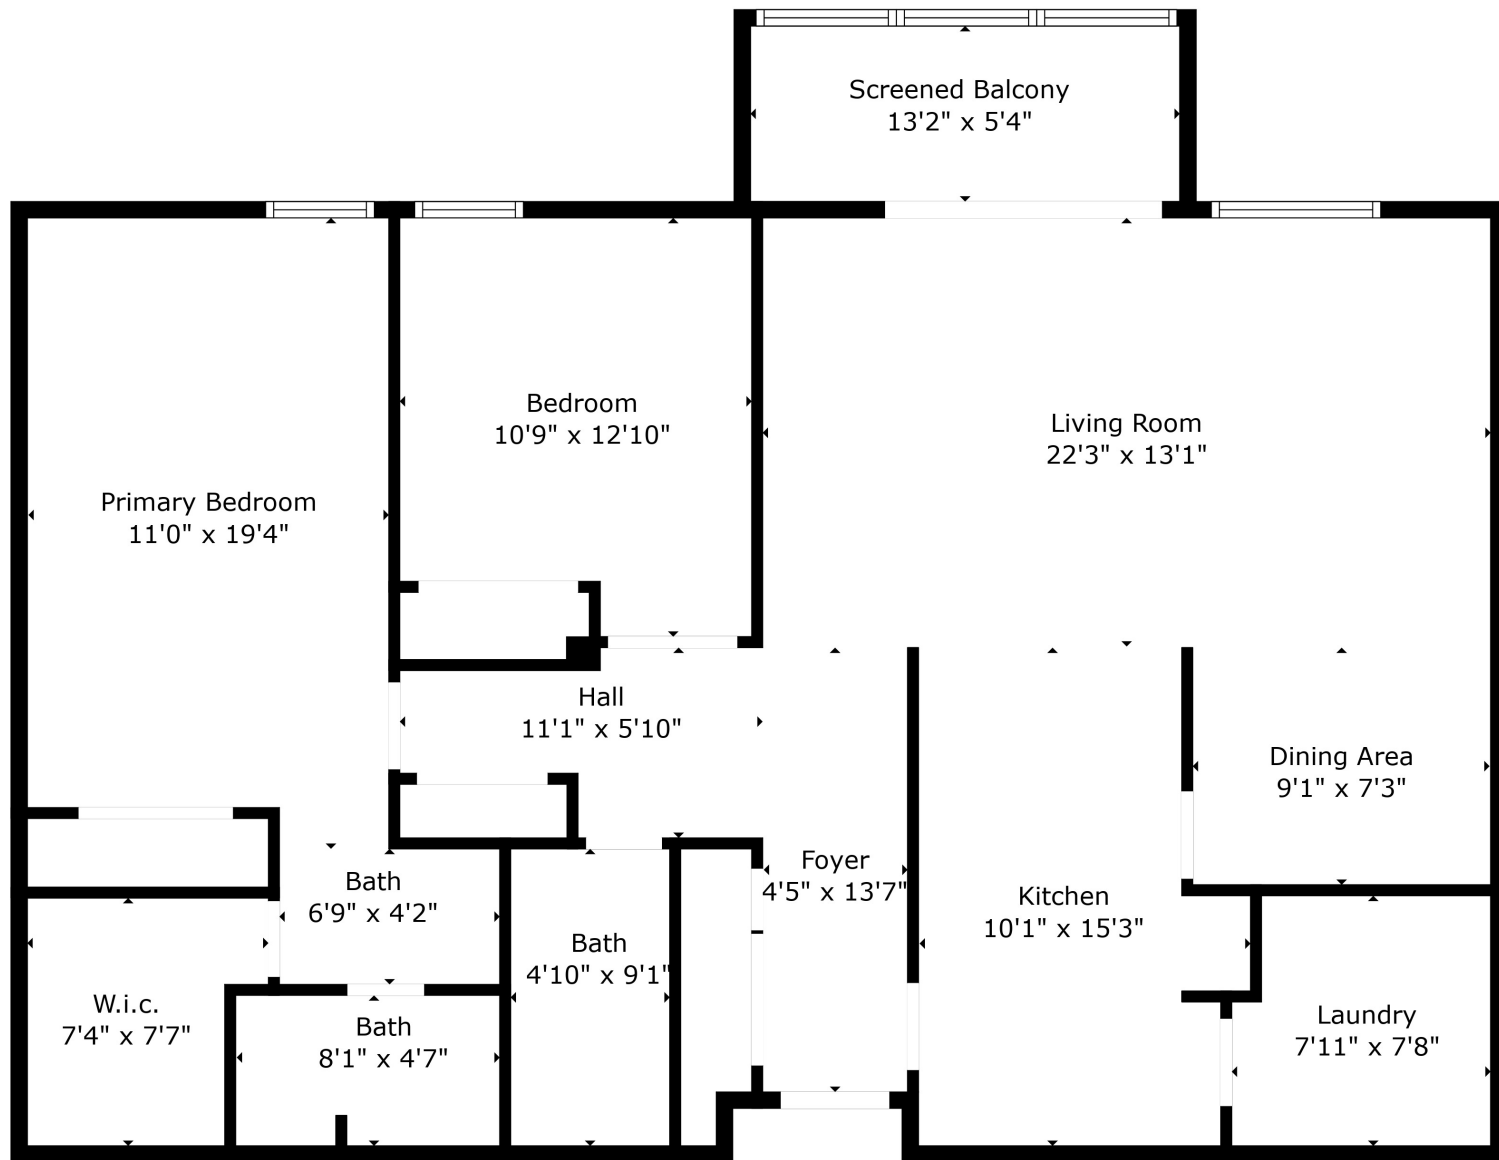 Screened Balcony
13'2" x 5'4"
Bedroom
10'9" x 12'10"
Living Room
22'3" x 13'1"
Primary Bedroom
11'0" x 19'4"
Hall
11'1" x 5'10"
Dining Area
9'1" x 7'3"
Foyer
4'5" x 13'7"
Bath
6'9" x 4'2"
Kitchen
10'1" x 15'3"
Bath
4'10" x 9'1"
W.i.c.
7'4" x 7'7"
Bath
8'1" x 4'7"
Laundry
7'11" x 7'8"